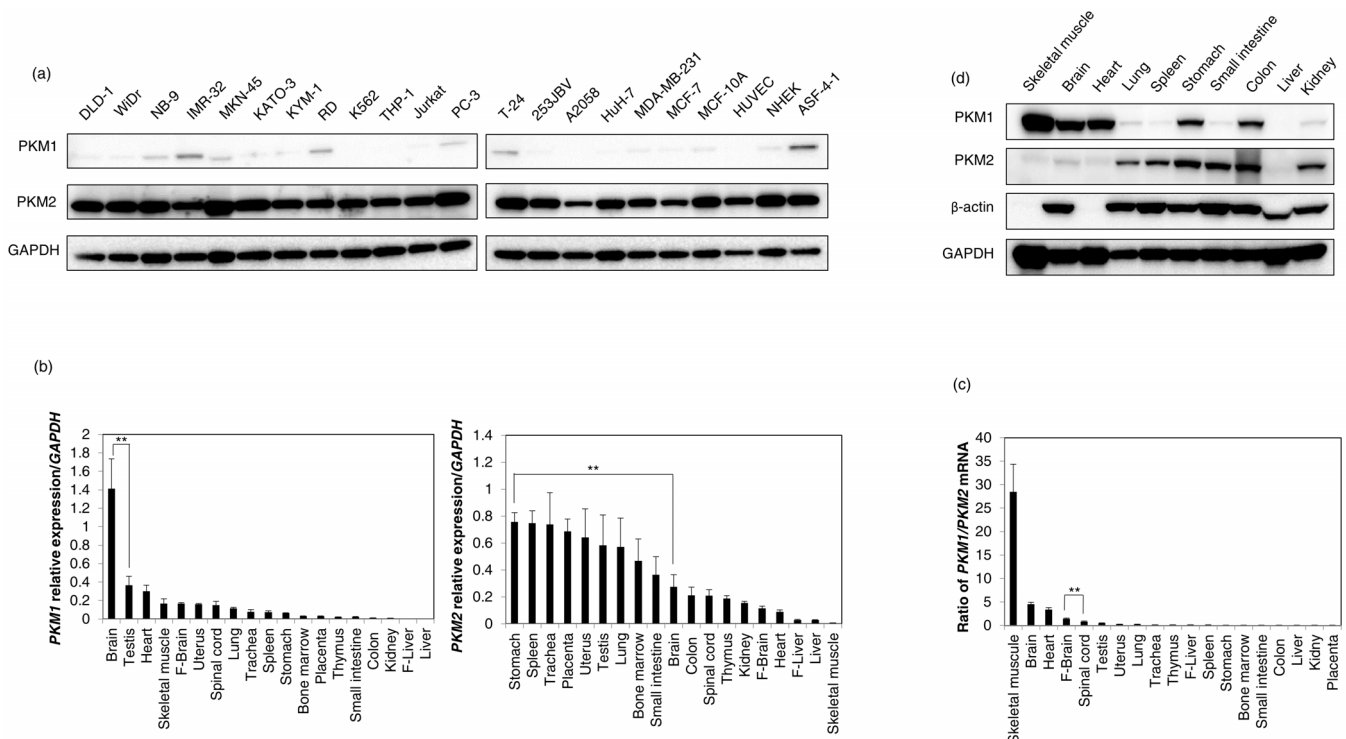 (a)
DLD-1
WiDr
NB-9
IMR-32
MKN-45
KATO-3
KYM-1
RD
K562
THP-1
Jurkat
PC-3
T-24
253JBV
A2058
HuH-7
MDA-MB-231
MCF-7
MCF-10A
HUVEC
NHEK
ASF-4-1
PKM1
PKM2
GAPDH
(d)
Skeletal muscle
Brain
Heart
Lung
Spleen
Stomach
Small intestine
Colon
Liver
Kidney
PKM1
PKM2
β-actin
GAPDH
(b)
PKM1 relative expression/GAPDH
2
1.8
1.6
1.4
1.2
1
0.8
0.6
0.4
0.2
0
**
Brain
Testis
Heart
Skeletal muscle
F-Brain
Uterus
Spinal cord
Lung
Trachea
Spleen
Stomach
Bone marrow
Placenta
Thymus
Small intestine
Colon
Kidney
F-Liver
Liver
PKM2 relative expression/GAPDH
1.4
1.2
1
0.8
0.6
0.4
0.2
0
**
Stomach
Spleen
Trachea
Placenta
Uterus
Testis
Lung
Bone marrow
Small intestine
Brain
Colon
Spinal cord
Thymus
Kidney
F-Brain
Heart
F-Liver
Liver
Skeletal muscle
(c)
Ratio of PKM1/PKM2 mRNA
40
35
30
25
20
15
10
5
0
**
Skeletal muscule
Brain
Heart
F-Brain
Spinal cord
Testis
Uterus
Lung
Trachea
Thymus
F-Liver
Spleen
Stomach
Bone marrow
Small intestine
Colon
Liver
Kidny
Placenta